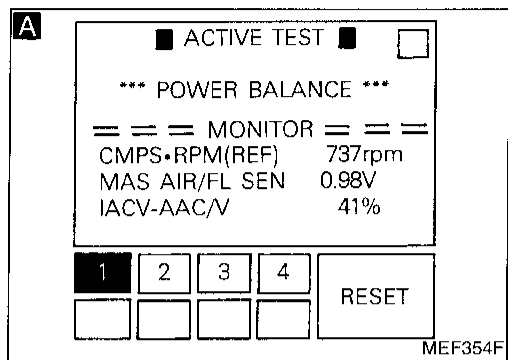 A
■ ACTIVE TEST ■
*** POWER BALANCE ***
= = = MONITOR = = =
CMPS•RPM(REF) 737rpm
MAS AIR/FL SEN 0.98V
IACV-AAC/V 41%
1 2 3 4
RESET
MEF354F